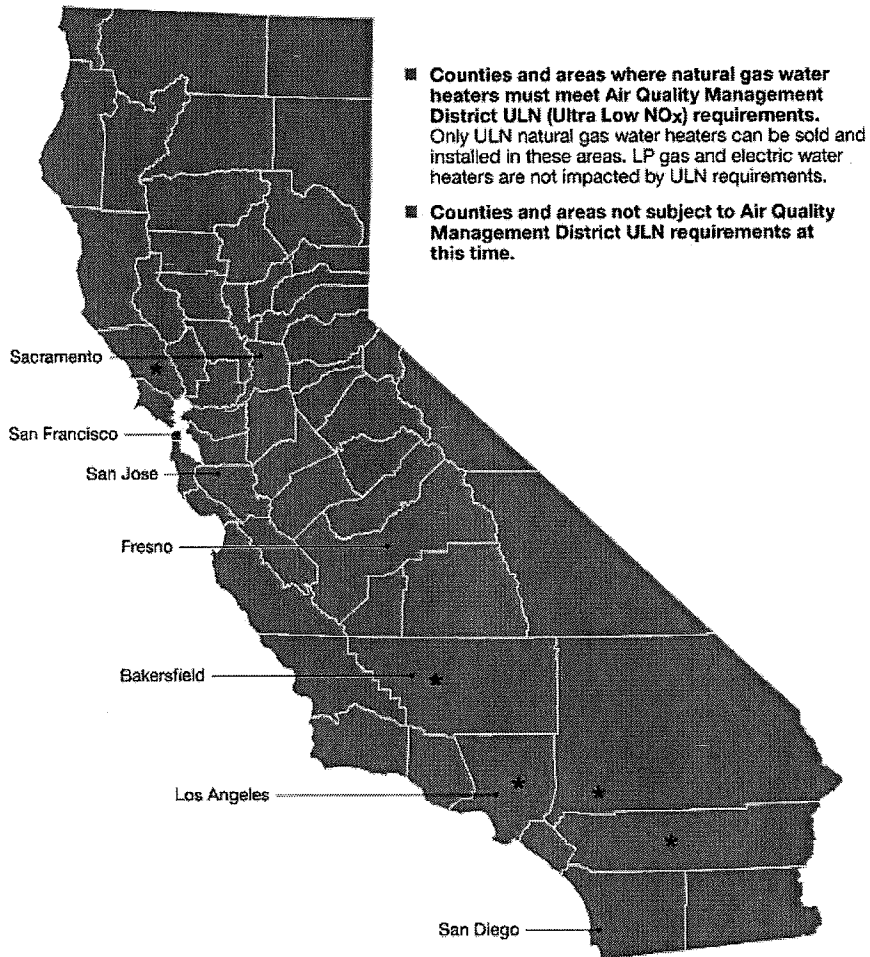 ■ Counties and areas where natural gas water
heaters must meet Air Quality Management
District ULN (Ultra Low NOx) requirements.
Only ULN natural gas water heaters can be sold and
installed in these areas. LP gas and electric water
heaters are not impacted by ULN requirements.
■ Counties and areas not subject to Air Quality
Management District ULN requirements at
this time.
Sacramento
San Francisco
San Jose
Fresno
Bakersfield
Los Angeles
San Diego